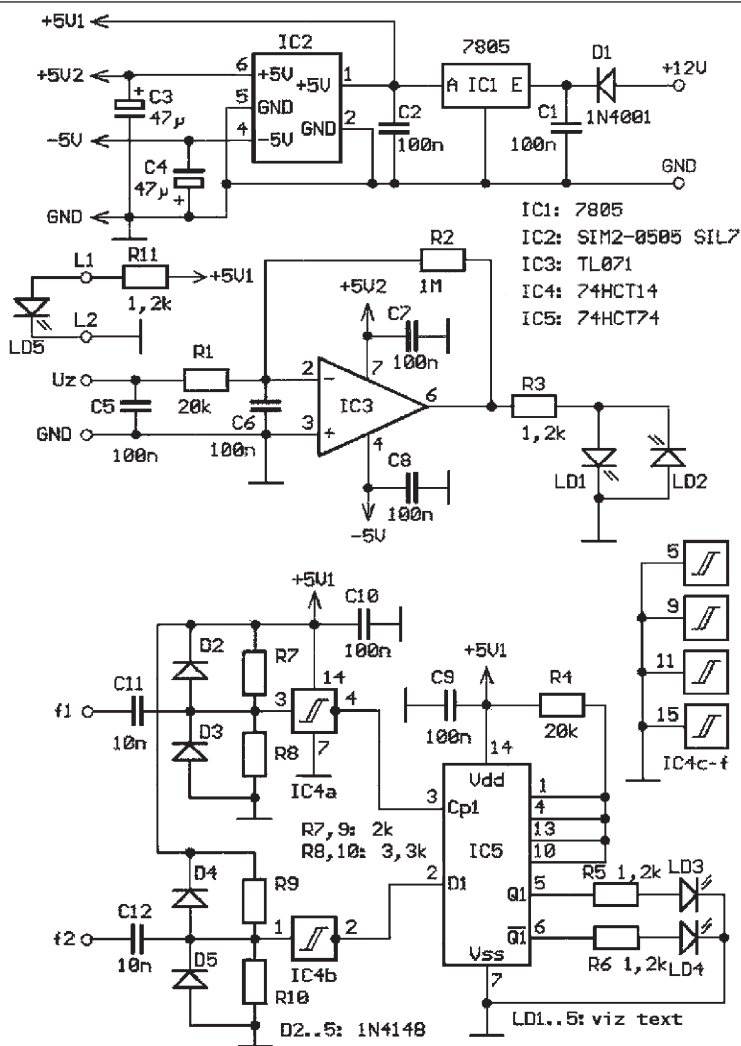 +5V1
IC2
7805
D1
+12V
+5V2
6
+5V
+5V
1
A IC1 E
C3
47µ
5
GND
GND
2
C2
100n
C1
100n
1N4001
-5V
4
-5V
C4
47µ
GND
GND
IC1: 7805
IC2: SIM2-0505 SIL7
IC3: TL071
IC4: 74HCT14
IC5: 74HCT74
L1
R11
+5V1
1,2k
L2
LD5
R2
1M
+5V2
C7
100n
7
Uz
R1
20k
2
-
IC3
6
R3
1,2k
C5
100n
C6
100n
GND
3
+
4
C8
100n
-5V
LD1
LD2
+5V1
C10
100n
D2
R7
14
C11
f1
10n
3
4
D3
R8
7
IC4a
R7,9: 2k
R8,10: 3,3k
D4
R9
C12
f2
10n
1
2
D5
R10
IC4b
D2..5: 1N4148
+5V1
C9
100n
R4
20k
14
Vdd
3
Cp1
1
4
13
10
IC5
2
D1
Q1
5
R5 1,2k
LD3
Q1
6
R6 1,2k
LD4
Vss
7
LD1..5: viz text
5
9
11
15
IC4c-f